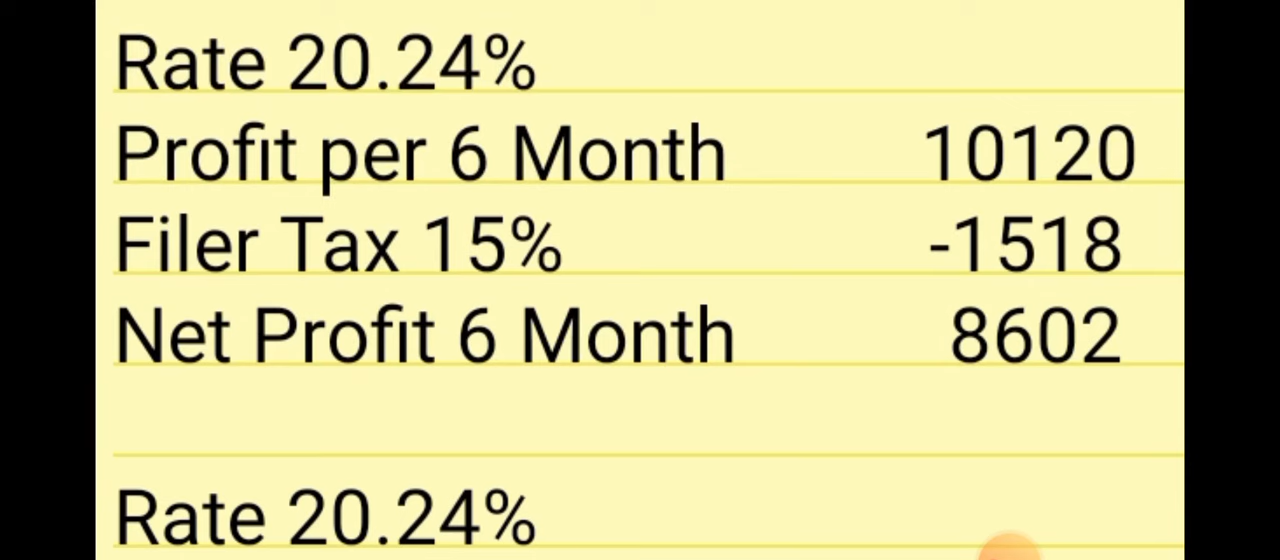 Rate 20.24%
Profit per 6 Month 10120
Filer Tax 15% -1518
Net Profit 6 Month 8602
Rate 20.24%